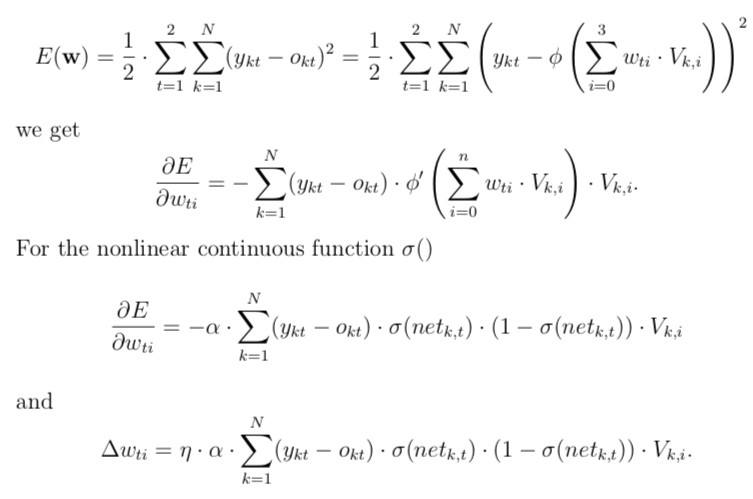 E(𝐰) = 1/2 · ∑_{t=1}^{2} ∑_{k=1}^{N} (y_{kt} − o_{kt})² = 1/2 · ∑_{t=1}^{2} ∑_{k=1}^{N} (y_{kt} − ϕ(∑_{i=0}^{3} w_{ti} · V_{k,i}))²
we get
∂E/∂w_{ti} = − ∑_{k=1}^{N} (y_{kt} − o_{kt}) · ϕ′(∑_{i=0}^{n} w_{ti} · V_{k,i}) · V_{k,i}.
For the nonlinear continuous function σ()
∂E/∂w_{ti} = −α · ∑_{k=1}^{N} (y_{kt} − o_{kt}) · σ(net_{k,t}) · (1 − σ(net_{k,t})) · V_{k,i}
and
Δw_{ti} = η · α · ∑_{k=1}^{N} (y_{kt} − o_{kt}) · σ(net_{k,t}) · (1 − σ(net_{k,t})) · V_{k,i}.